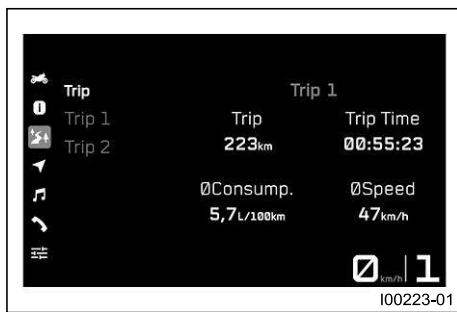 Trip
Trip 1
Trip 2
Trip 1
Trip
223km
Trip Time
00:55:23
ØConsump.
5,7L/100km
ØSpeed
47km/h
0 km/h 1
I00223-01